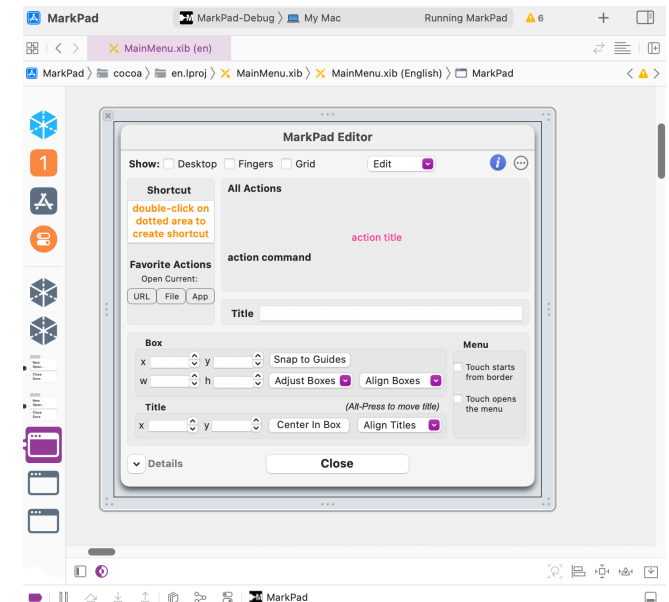 MarkPad MarkPad-Debug 〉 My Mac Running MarkPad 6
MainMenu.xib (en)
MarkPad 〉 cocoa 〉 en.lproj 〉 MainMenu.xib 〉 MainMenu.xib (English) 〉 MarkPad
1
MarkPad Editor
Show: Desktop Fingers Grid Edit
Shortcut
double-click on
dotted area to
create shortcut
Favorite Actions
Open Current:
URL File App
All Actions
action title
action command
Title
Box
x y Snap to Guides
w h Adjust Boxes Align Boxes
Title (Alt-Press to move title)
x y Center In Box Align Titles
Menu
Touch starts
from border
Touch opens
the menu
Details Close
MarkPad